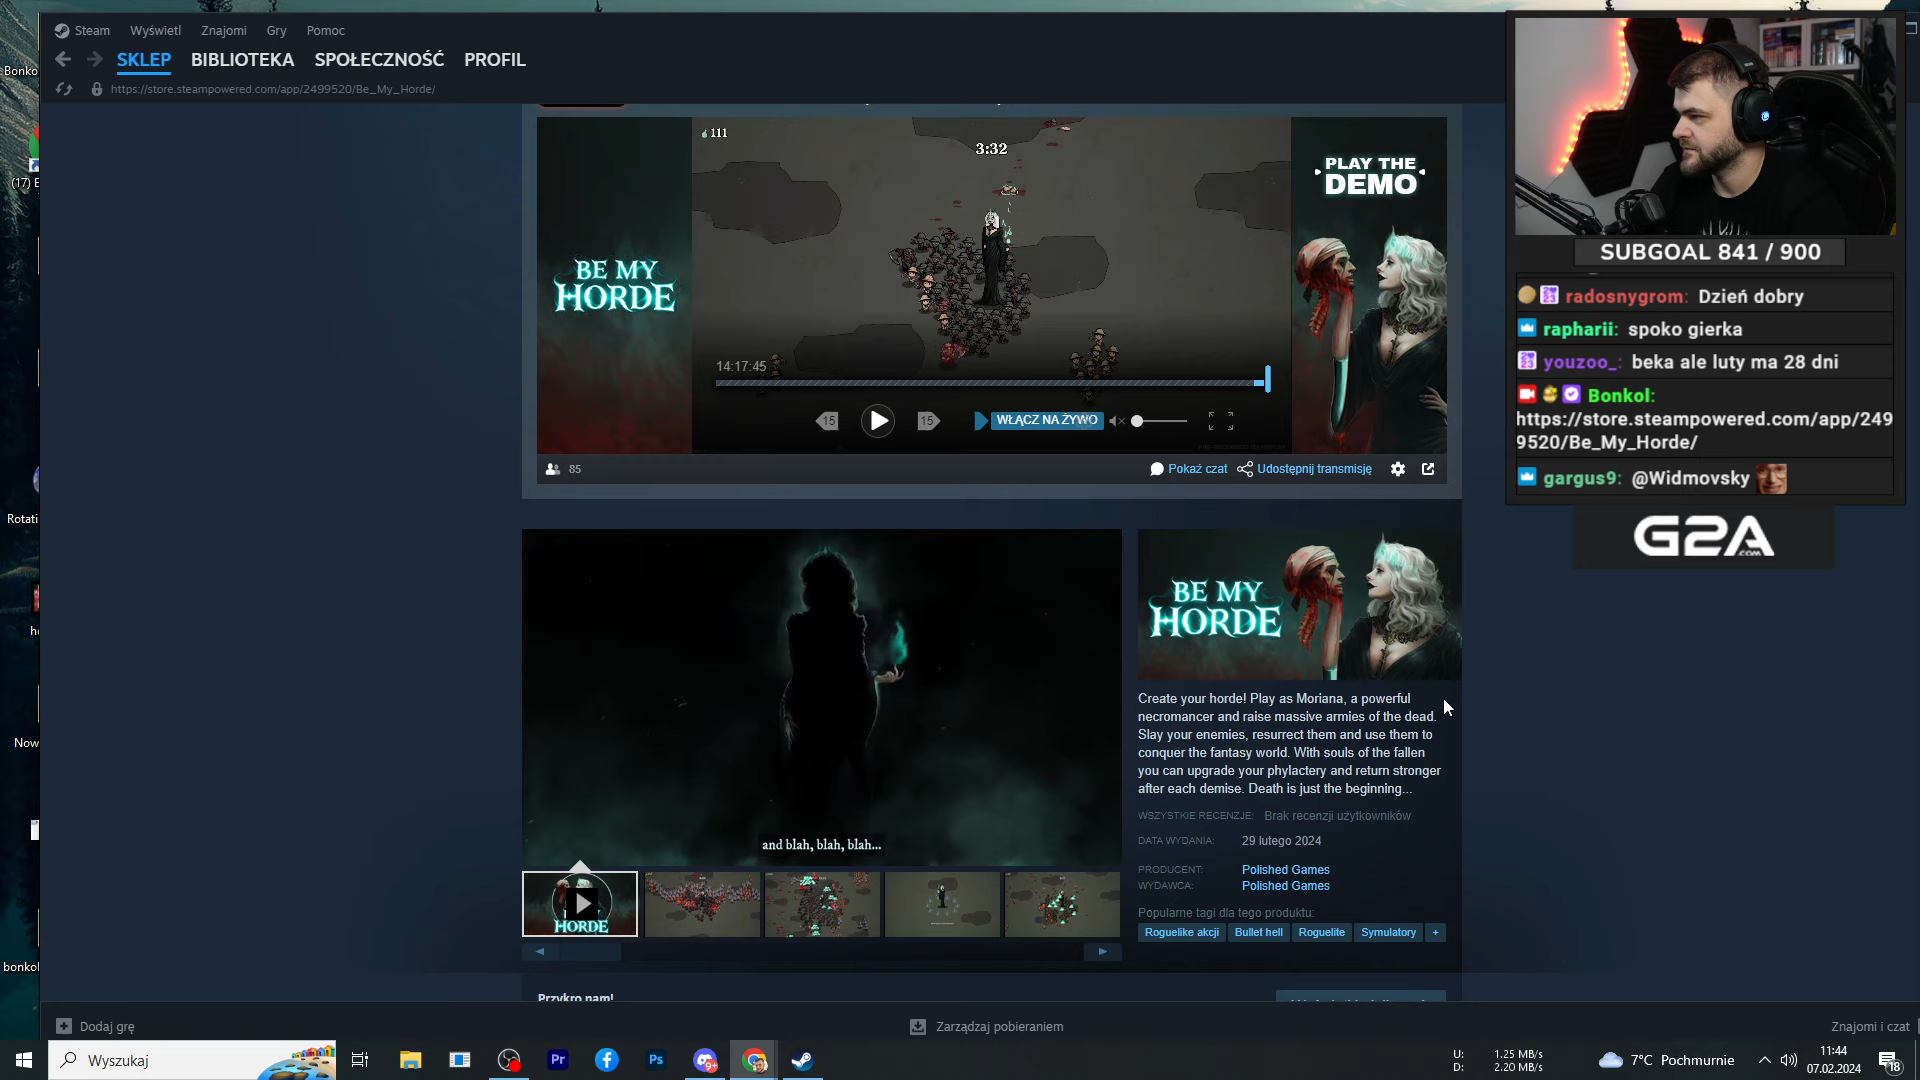 Steam
Wyświetl
Znajomi
Gry
Pomoc
SKLEP
BIBLIOTEKA
SPOŁECZNOŚĆ
PROFIL
https://store.steampowered.com/app/2499520/Be_My_Horde/
Bonko
(17) E
Rotati
Now
bonkol
111
3:32
BE MY
HORDE
PLAY THE
DEMO
14:17:45
15
15
WŁĄCZ NA ŻYWO
85
Pokaż czat
Udostępnij transmisję
and blah, blah, blah...
HORDE
BE MY
HORDE
Create your horde! Play as Moriana, a powerful
necromancer and raise massive armies of the dead.
Slay your enemies, resurrect them and use them to
conquer the fantasy world. With souls of the fallen
you can upgrade your phylactery and return stronger
after each demise. Death is just the beginning...
WSZYSTKIE RECENZJE: Brak recenzji użytkowników
DATA WYDANIA: 29 lutego 2024
PRODUCENT: Polished Games
WYDAWCA: Polished Games
Popularne tagi dla tego produktu:
Roguelike akcji
Bullet hell
Roguelite
Symulatory
+
Przykro nam!
SUBGOAL 841 / 900
radosnygrom: Dzień dobry
rapharii: spoko gierka
youzoo_: beka ale luty ma 28 dni
Bonkol:
https://store.steampowered.com/app/249
9520/Be_My_Horde/
gargus9: @Widmovsky
G2A
.COM
Dodaj grę
Zarządzaj pobieraniem
Znajomi i czat
Wyszukaj
Pr
Ps
9+
U: 1.25 MB/s
D: 2.20 MB/s
7°C Pochmurnie
11:44
07.02.2024
18